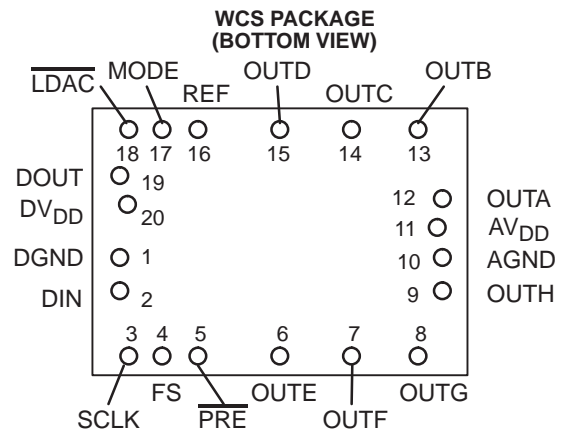 WCS PACKAGE
(BOTTOM VIEW)
LDAC MODE OUTD OUTB
REF OUTC
18 17 16 15 14 13
DOUT 19
DVDD 20
12 OUTA
11 AVDD
DGND 1
10 AGND
DIN 2
9 OUTH
3 4 5 6 7 8
FS OUTE OUTG
SCLK PRE OUTF